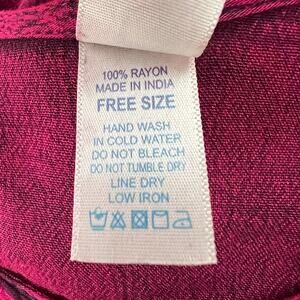 100% RAYON
MADE IN INDIA
FREE SIZE
HAND WASH
IN COLD WATER
DO NOT BLEACH
DO NOT TUMBLE DRY
LINE DRY
LOW IRON